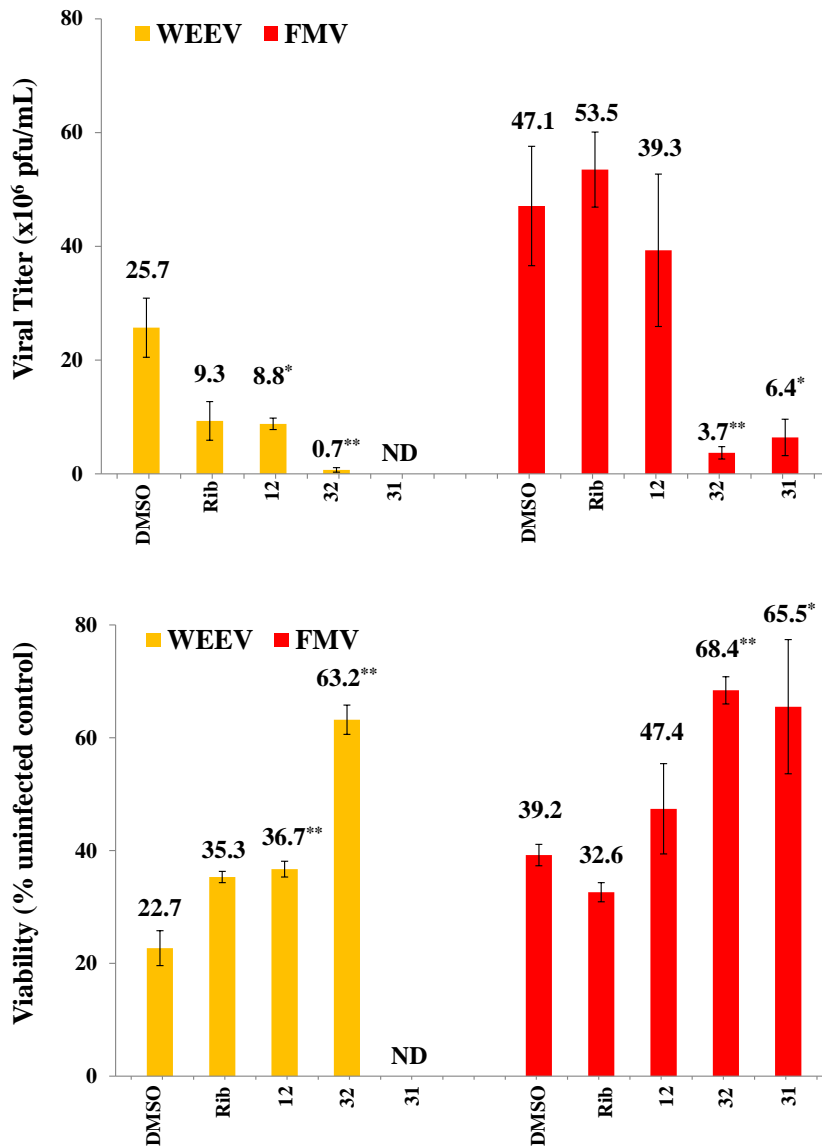 80
WEEV FMV
60
40
20
0
Viral Titer (x10⁶ pfu/mL)
25.7
9.3
8.8*
0.7**
ND
47.1
53.5
39.3
3.7**
6.4*
DMSO
Rib
12
32
31
DMSO
Rib
12
32
31
80
WEEV FMV
60
40
20
0
Viability (% uninfected control)
22.7
35.3
36.7**
63.2**
ND
39.2
32.6
47.4
68.4**
65.5*
DMSO
Rib
12
32
31
DMSO
Rib
12
32
31